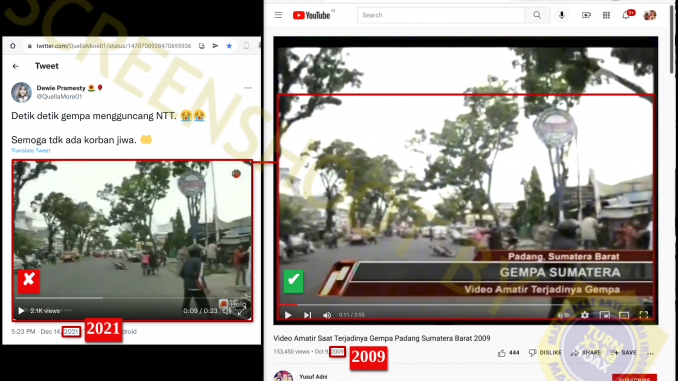 twitter.com/QuellaMore01/status/1470700928470695936
Tweet
Dewie Pramesty
@QuellaMore01
Detik detik gempa mengguncang NTT. 😭😭
Semoga tdk ada korban jiwa. 🤲
Translate Tweet
2.1K views
0:09 / 0:23
5:23 PM · Dec 14, 2021
droid
2021
YouTube
Search
9+
Padang, Sumatera Barat
GEMPA SUMATERA
Video Amatir Terjadinya Gempa
0:11 / 3:55
Video Amatir Saat Terjadinya Gempa Padang Sumatera Barat 2009
153,450 views • Oct 9, 2009
444
DISLIKE
SHARE
SAVE
2009
Yusuf Adni
SUBSCRIBE
SCREENSHOT
TURN
BACK
HOAX